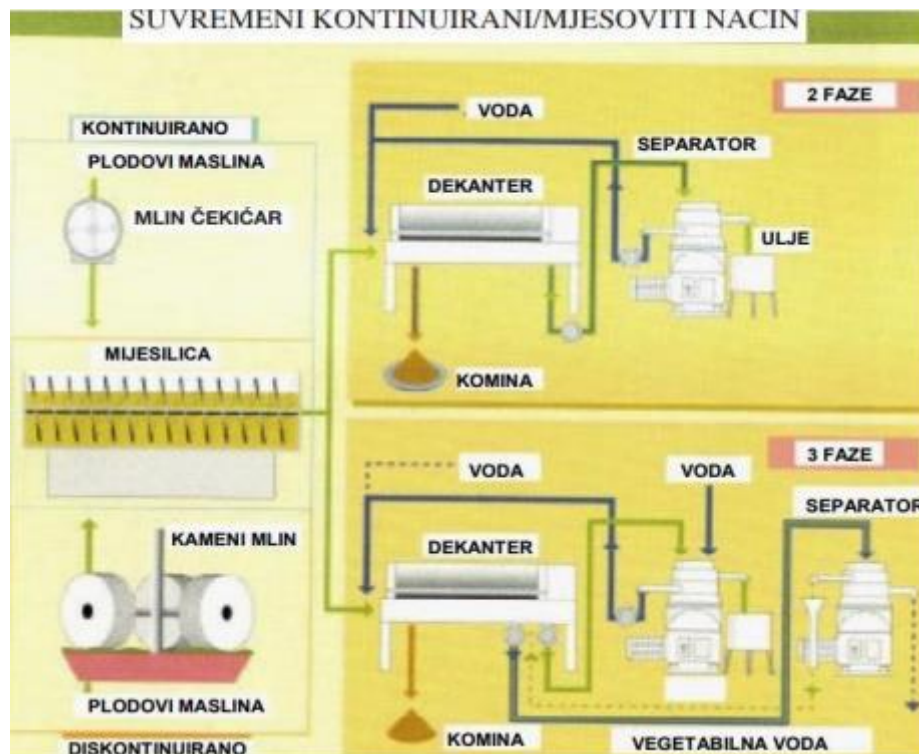 SUVREMENI KONTINUIRANI/MJESOVITI NACIN
KONTINUIRANO
PLODOVI MASLINA
MLIN ČEKIĆAR
MIJESILICA
KAMENI MLIN
PLODOVI MASLINA
DISKONTINUIRANO
2 FAZE
VODA
SEPARATOR
DEKANTER
ULJE
KOMINA
3 FAZE
VODA
VODA
SEPARATOR
DEKANTER
KOMINA
VEGETABILNA VODA